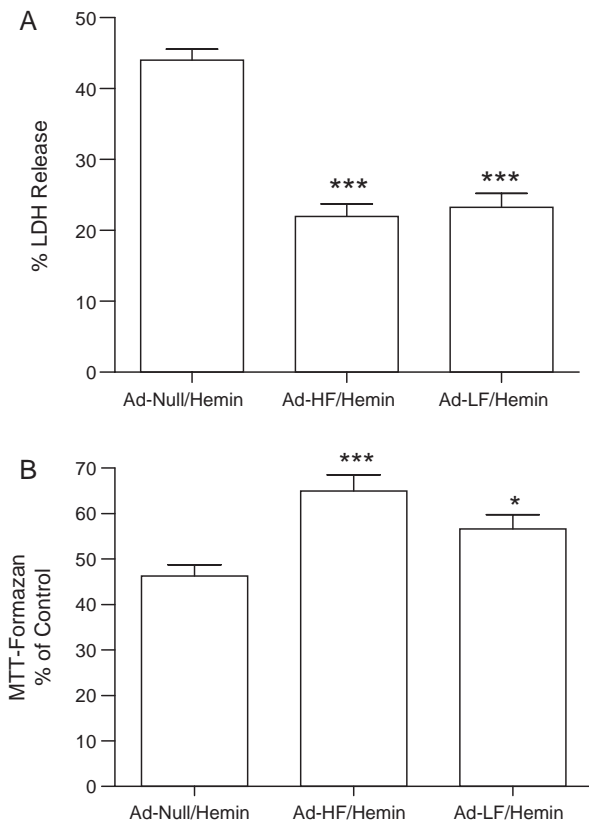 A
50
40
30
20
10
0
% LDH Release
***
***
Ad-Null/Hemin Ad-HF/Hemin Ad-LF/Hemin
B
70
60
50
40
30
20
10
0
MTT-Formazan
% of Control
***
*
Ad-Null/Hemin Ad-HF/Hemin Ad-LF/Hemin